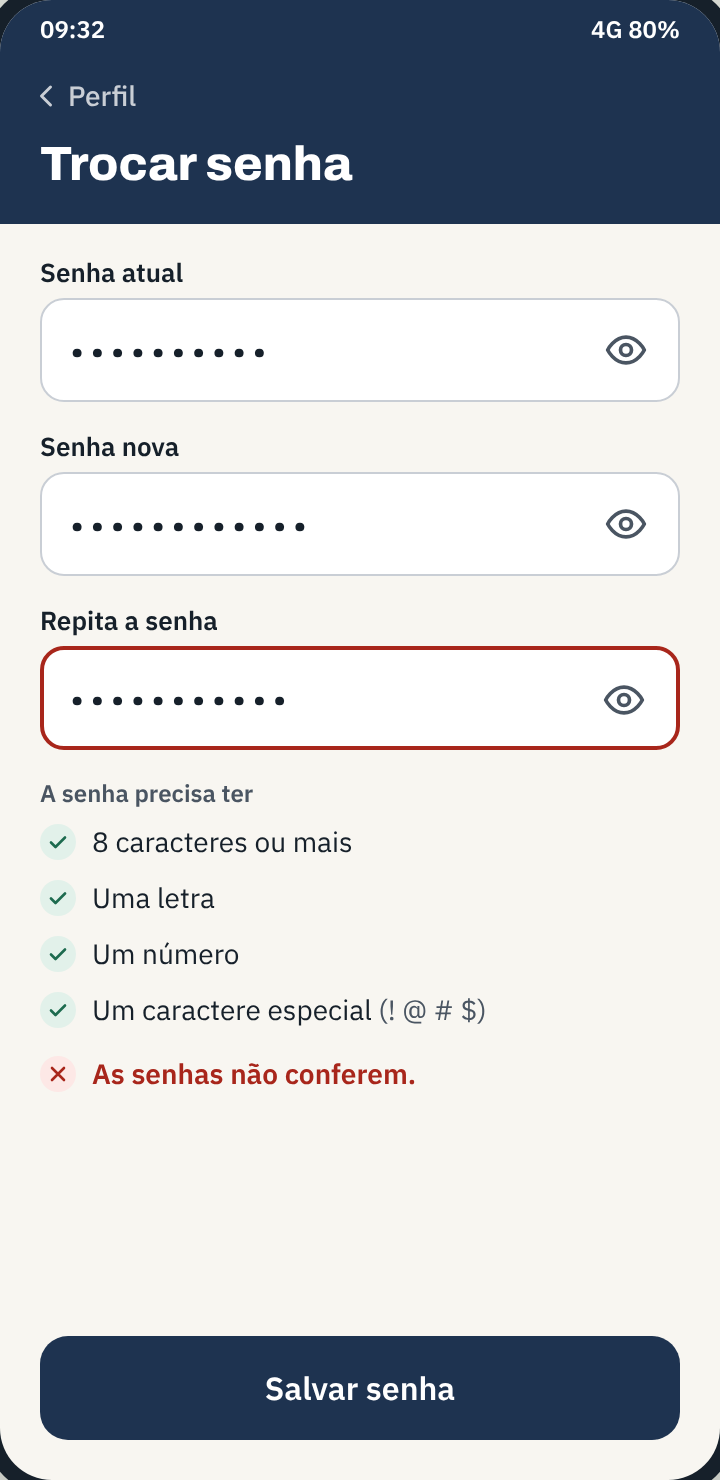 09:32 4G 80%
Perfil
Trocar senha
Senha atual
••••••••••
Senha nova
••••••••••••
Repita a senha
•••••••••••
A senha precisa ter
8 caracteres ou mais
Uma letra
Um número
Um caractere especial (! @ # $)
As senhas não conferem.
Salvar senha